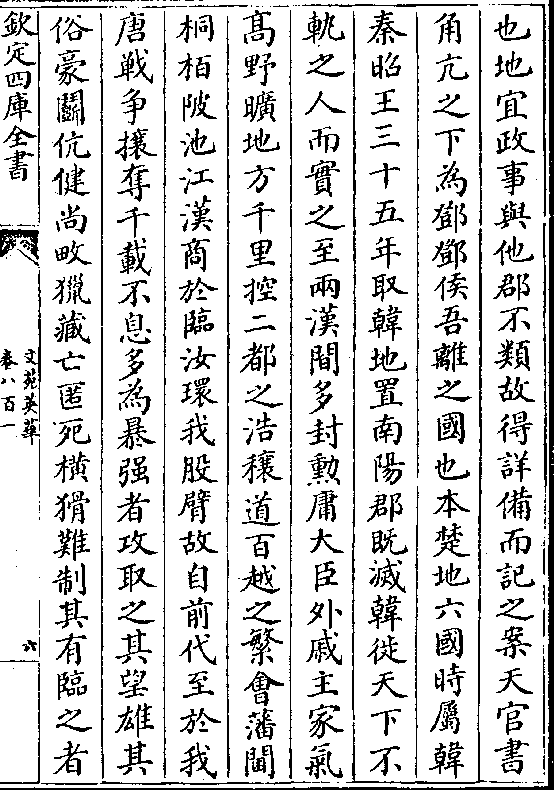 也地宜政事與他郡不類故得詳備而記之案天官書
角亢之下為鄧鄧侯吾離之國也本楚地六國時屬韓
秦昭王三十五年取韓地置南陽郡既滅韓徙天下不
軌之人而實之至兩漢間多封勲庸大臣外戚主家氣
髙野曠地方千里控二都之浩穰道百越之繁㑹藩閫
桐栢陂池江漢商於臨汝環我股臂故自前代至於我
唐戰争攘奪千載不息多為暴强者攻取之其望雄其
俗豪鬭伉健尚畋獵藏亡匿死横猾難制其有臨之者
欽定四庫全書
文苑英華
卷八百一
六